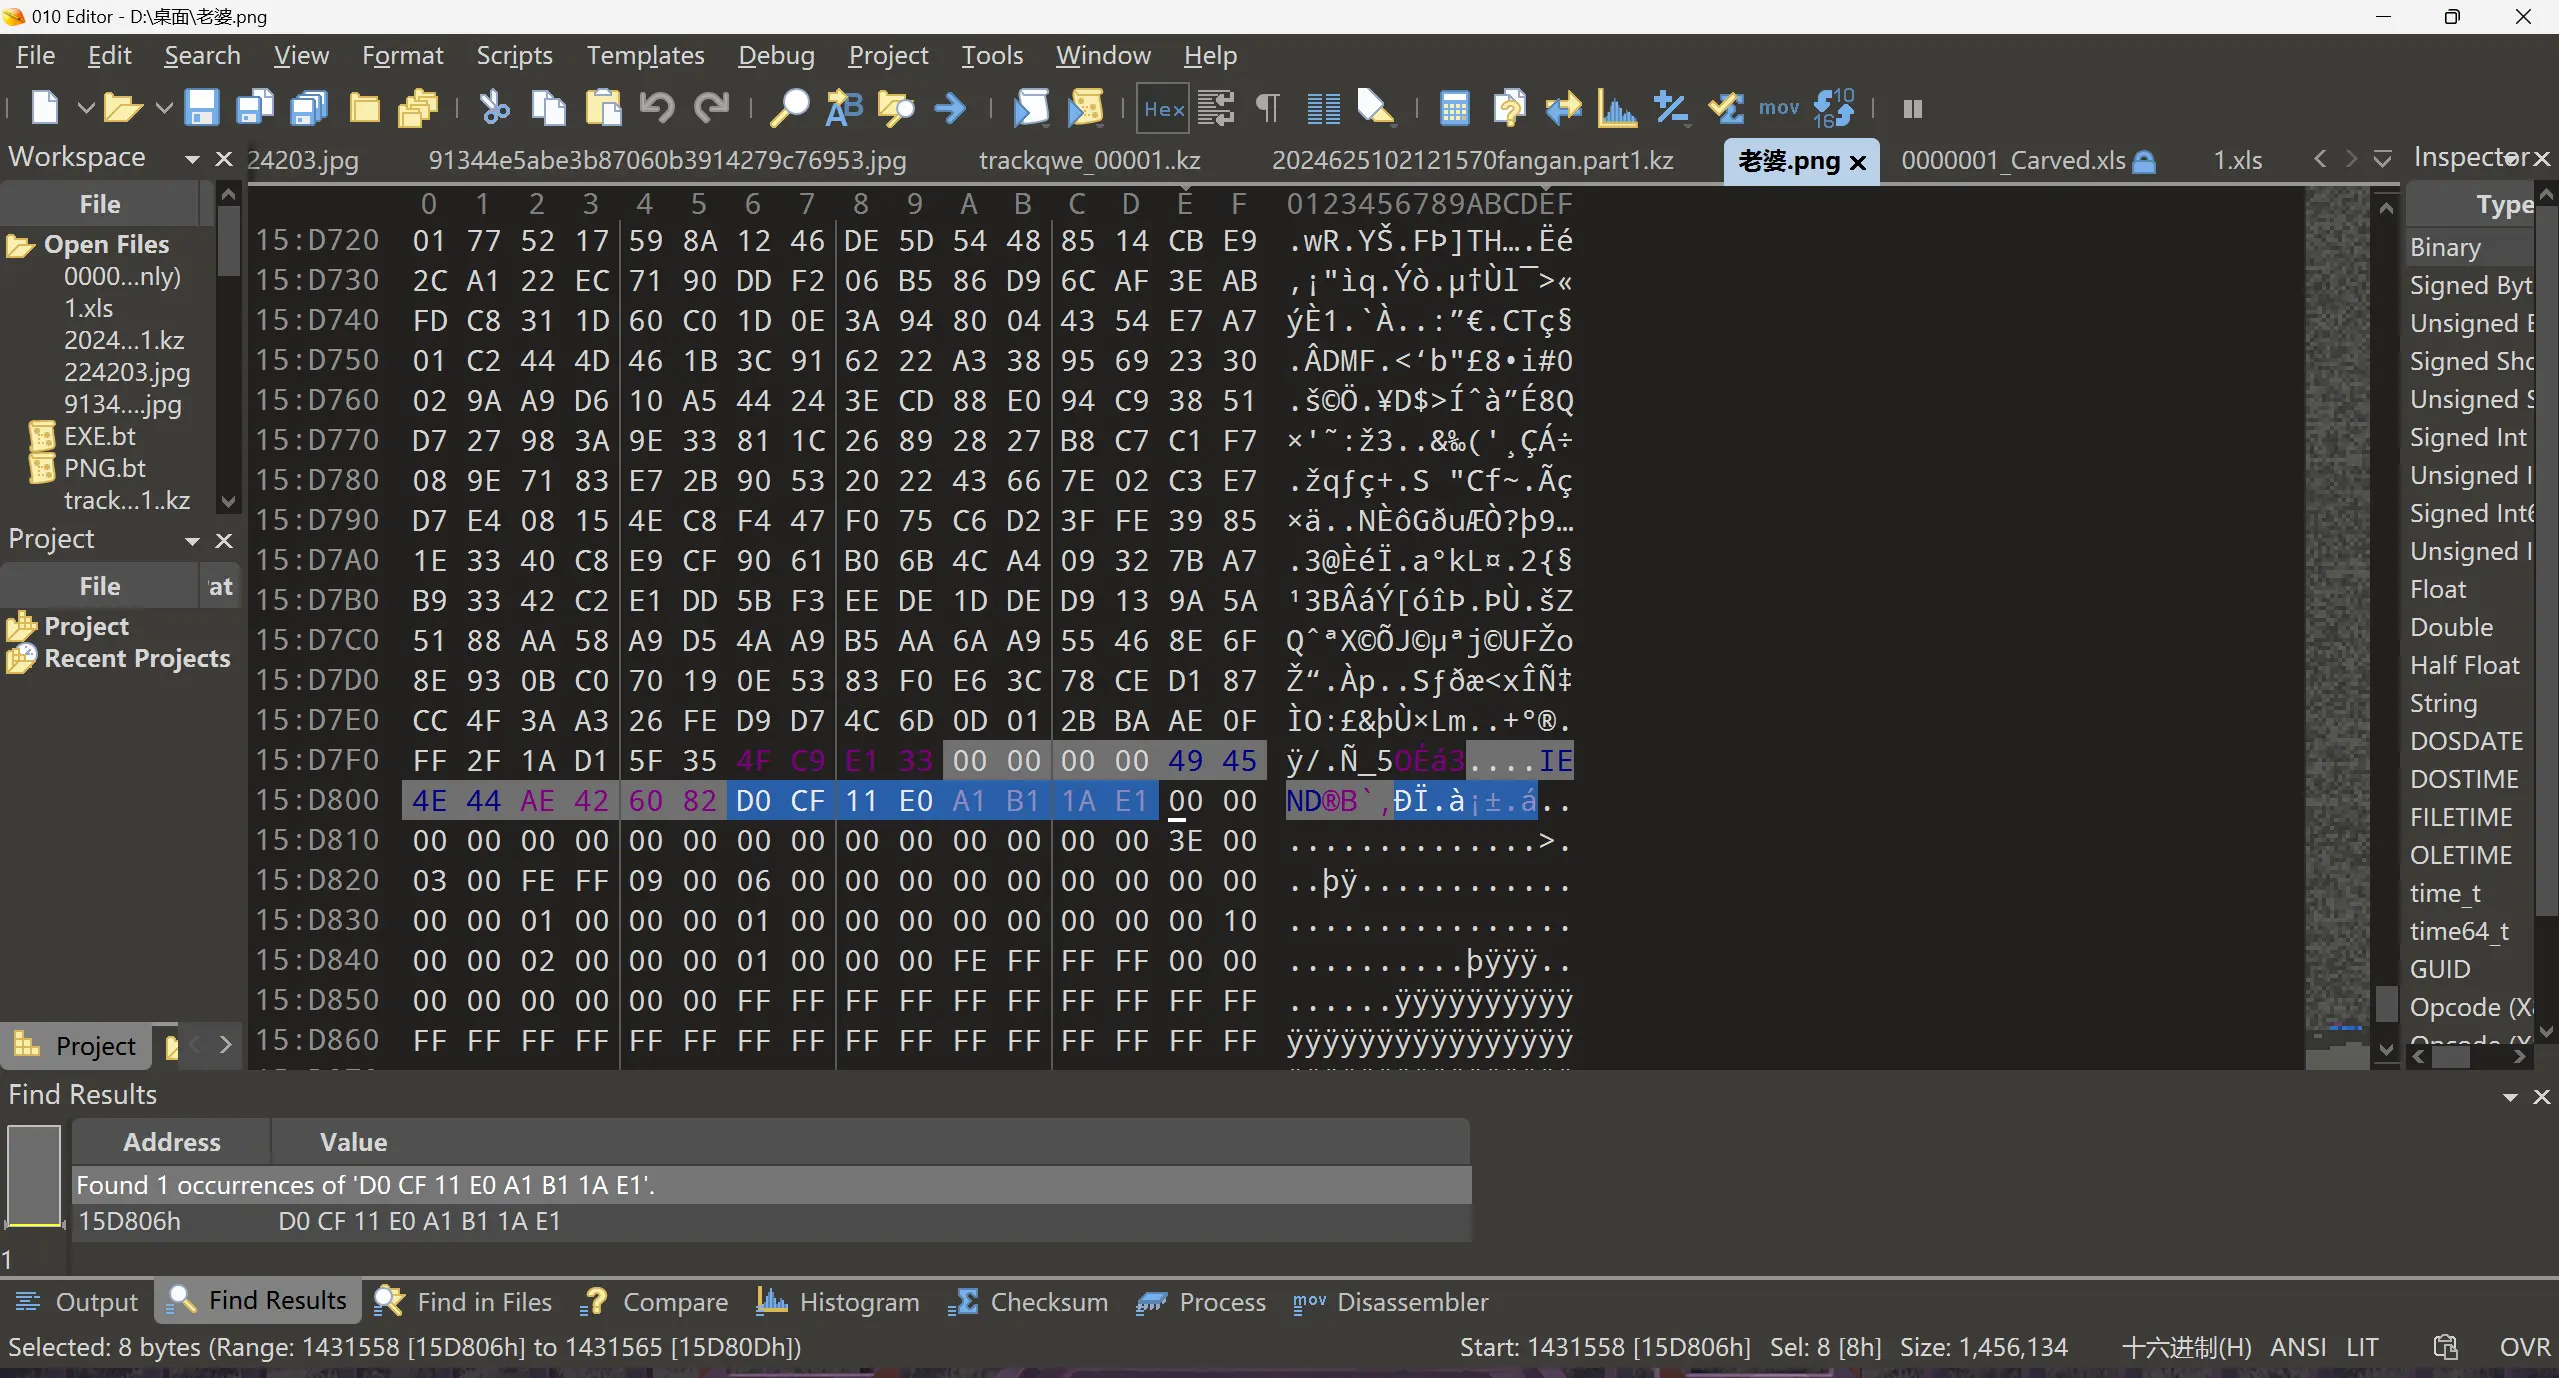 010 Editor - D:\桌面\老婆.png
File Edit Search View Format Scripts Templates Debug Project Tools Window Help
Hex mov 10 16
Workspace
24203.jpg 91344e5abe3b87060b3914279c76953.jpg trackqwe_00001..kz 2024625102121570fangan.part1.kz 老婆.png 0000001_Carved.xls 1.xls
Inspector
File
Open Files
0000...nly)
1.xls
2024...1.kz
224203.jpg
9134....jpg
EXE.bt
PNG.bt
track...1..kz
Project
File at
Project
Recent Projects
Project
0 1 2 3 4 5 6 7 8 9 A B C D E F 0123456789ABCDEF
15:D720 01 77 52 17 59 8A 12 46 DE 5D 54 48 85 14 CB E9 .wR.YŠ.FÞ]TH….Ëé
15:D730 2C A1 22 EC 71 90 DD F2 06 B5 86 D9 6C AF 3E AB ,¡"ìq.Ýò.µ†Ùl¯>«
15:D740 FD C8 31 1D 60 C0 1D 0E 3A 94 80 04 43 54 E7 A7 ýÈ1.`À..:”€.CTç§
15:D750 01 C2 44 4D 46 1B 3C 91 62 22 A3 38 95 69 23 30 .ÂDMF.<‘b"£8•i#0
15:D760 02 9A A9 D6 10 A5 44 24 3E CD 88 E0 94 C9 38 51 .š©Ö.¥D$>Íˆà”É8Q
15:D770 D7 27 98 3A 9E 33 81 1C 26 89 28 27 B8 C7 C1 F7 ×'˜:ž3..&‰('¸ÇÁ÷
15:D780 08 9E 71 83 E7 2B 90 53 20 22 43 66 7E 02 C3 E7 .žqƒç+.S "Cf~.Ãç
15:D790 D7 E4 08 15 4E C8 F4 47 F0 75 C6 D2 3F FE 39 85 ×ä..NÈôGðuÆÒ?þ9…
15:D7A0 1E 33 40 C8 E9 CF 90 61 B0 6B 4C A4 09 32 7B A7 .3@ÈéÏ.a°kL¤.2{§
15:D7B0 B9 33 42 C2 E1 DD 5B F3 EE DE 1D DE D9 13 9A 5A ¹3BÂáÝ[óîÞ.ÞÙ.šZ
15:D7C0 51 88 AA 58 A9 D5 4A A9 B5 AA 6A A9 55 46 8E 6F QˆªX©ÕJ©µªj©UFŽo
15:D7D0 8E 93 0B C0 70 19 0E 53 83 F0 E6 3C 78 CE D1 87 Ž“.Àp..Sƒðæ<xÎÑ‡
15:D7E0 CC 4F 3A A3 26 FE D9 D7 4C 6D 0D 01 2B BA AE 0F ÌO:£&þÙ×Lm..+º®.
15:D7F0 FF 2F 1A D1 5F 35 4F C9 E1 33 00 00 00 00 49 45 ÿ/.Ñ_5OÉá3....IE
15:D800 4E 44 AE 42 60 82 D0 CF 11 E0 A1 B1 1A E1 00 00 ND®B`‚ÐÏ.à¡±.á..
15:D810 00 00 00 00 00 00 00 00 00 00 00 00 00 00 3E 00 ..............>.
15:D820 03 00 FE FF 09 00 06 00 00 00 00 00 00 00 00 00 ..þÿ............
15:D830 00 00 01 00 00 00 01 00 00 00 00 00 00 00 00 10 ................
15:D840 00 00 02 00 00 00 01 00 00 00 FE FF FF FF 00 00 ..........þÿÿÿ..
15:D850 00 00 00 00 00 00 FF FF FF FF FF FF FF FF FF FF ......ÿÿÿÿÿÿÿÿÿÿ
15:D860 FF FF FF FF FF FF FF FF FF FF FF FF FF FF FF FF ÿÿÿÿÿÿÿÿÿÿÿÿÿÿÿÿ
Type
Binary
Signed Byt
Unsigned
Signed Sho
Unsigned
Signed Int
Unsigned I
Signed Int6
Unsigned I
Float
Double
Half Float
String
DOSDATE
DOSTIME
FILETIME
OLETIME
time_t
time64_t
GUID
Opcode (X
Find Results
Address Value
Found 1 occurrences of 'D0 CF 11 E0 A1 B1 1A E1'.
15D806h D0 CF 11 E0 A1 B1 1A E1
1
Output Find Results Find in Files Compare Histogram Checksum Process mov Disassembler
Selected: 8 bytes (Range: 1431558 [15D806h] to 1431565 [15D80Dh]) Start: 1431558 [15D806h] Sel: 8 [8h] Size: 1,456,134 十六进制(H) ANSI LIT OVR